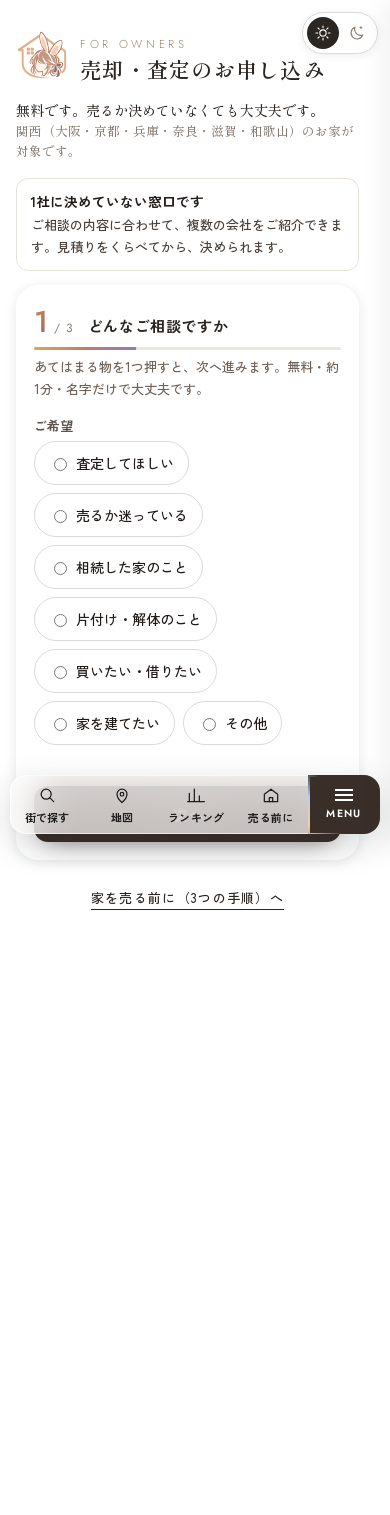 FOR OWNERS
売却・査定のお申し込み
無料です。売るか決めていなくても大丈夫です。
関西（大阪・京都・兵庫・奈良・滋賀・和歌山）のお家が
対象です。
1社に決めていない窓口です
ご相談の内容に合わせて、複数の会社をご紹介できま
す。見積りをくらべてから、決められます。
1 / 3 どんなご相談ですか
あてはまる物を1つ押すと、次へ進みます。無料・約
1分・名字だけで大丈夫です。
ご希望
査定してほしい
売るか迷っている
相続した家のこと
片付け・解体のこと
買いたい・借りたい
家を建てたい その他
街で探す 地図 ランキング 売る前に MENU
家を売る前に（3つの手順）へ